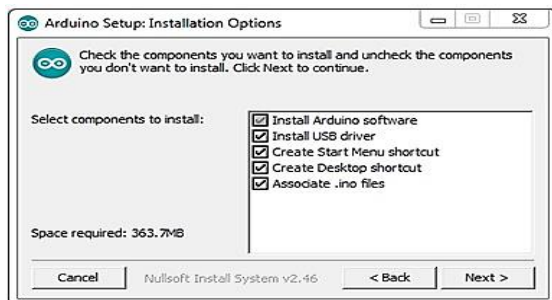 Arduino Setup: Installation Options
Check the components you want to install and uncheck the components
you don't want to install. Click Next to continue.
Select components to install:
Install Arduino software
Install USB driver
Create Start Menu shortcut
Create Desktop shortcut
Associate .ino files
Space required: 363.7MB
Cancel
Nullsoft Install System v2.46
< Back
Next >